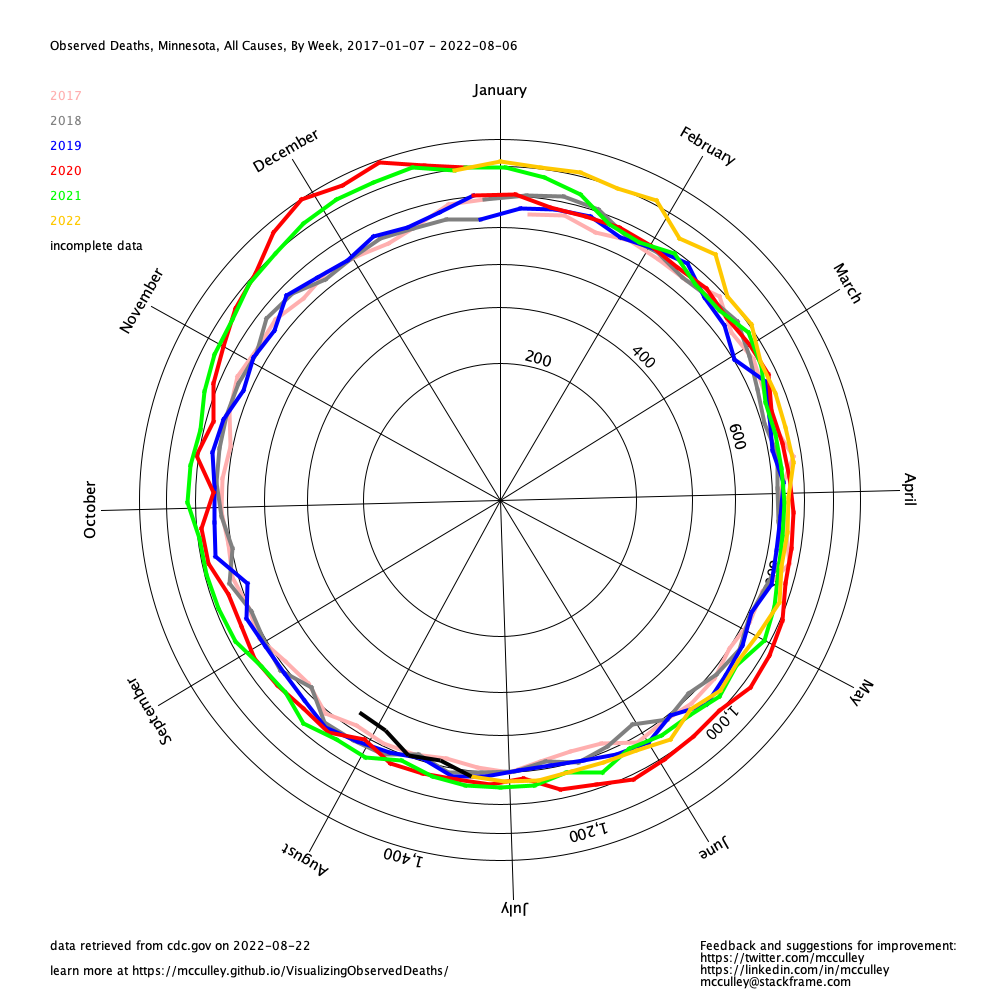 Observed Deaths, Minnesota, All Causes, By Week, 2017-01-07 - 2022-08-06
2017
2018
2019
2020
2021
2022
incomplete data
January
February
March
April
May
June
July
August
September
October
November
December
200
400
600
1,000
1,200
1,400
data retrieved from cdc.gov on 2022-08-22
learn more at https://mcculley.github.io/VisualizingObservedDeaths/
Feedback and suggestions for improvement:
https://twitter.com/mcculley
https://linkedin.com/in/mcculley
mcculley@stackframe.com